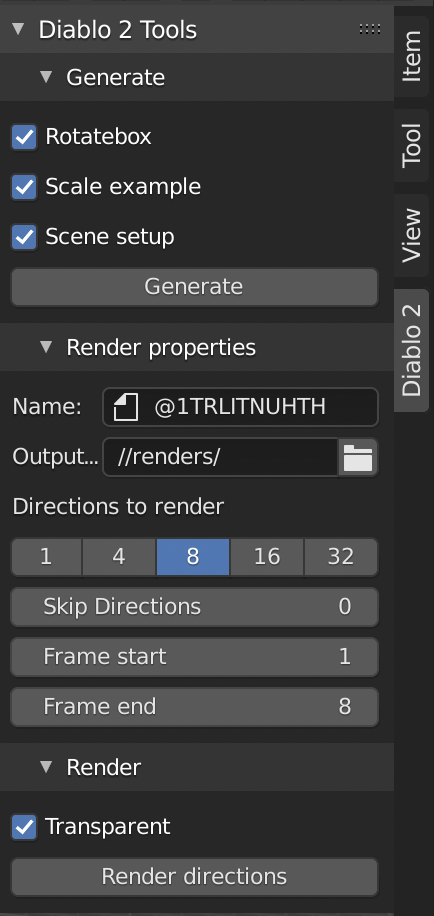 Diablo 2 Tools
Generate
Rotatebox
Scale example
Scene setup
Generate
Render properties
Name: @1TRLITNUHTH
Output... //renders/
Directions to render
1 4 8 16 32
Skip Directions 0
Frame start 1
Frame end 8
Render
Transparent
Render directions
Item
Tool
View
Diablo 2